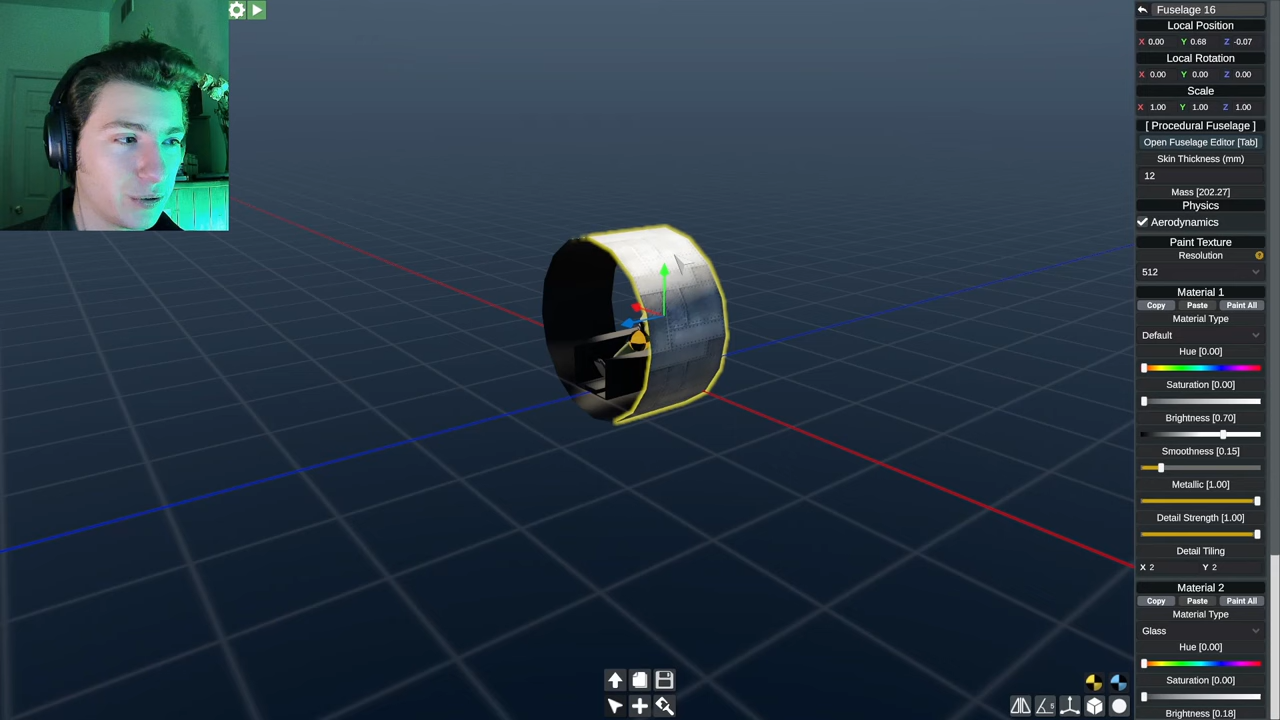 Fuselage 16
Local Position
X 0.00 Y 0.68 Z -0.07
Local Rotation
X 0.00 Y 0.00 Z 0.00
Scale
X 1.00 Y 1.00 Z 1.00
[ Procedural Fuselage ]
Open Fuselage Editor [Tab]
Skin Thickness (mm)
12
Mass [202.27]
Physics
Aerodynamics
Paint Texture
Resolution
?
512
Material 1
Copy Paste Paint All
Material Type
Default
Hue [0.00]
Saturation [0.00]
Brightness [0.70]
Smoothness [0.15]
Metallic [1.00]
Detail Strength [1.00]
Detail Tiling
X 2 Y 2
Material 2
Copy Paste Paint All
Material Type
Glass
Hue [0.00]
Saturation [0.00]
Brightness [0.18]
5